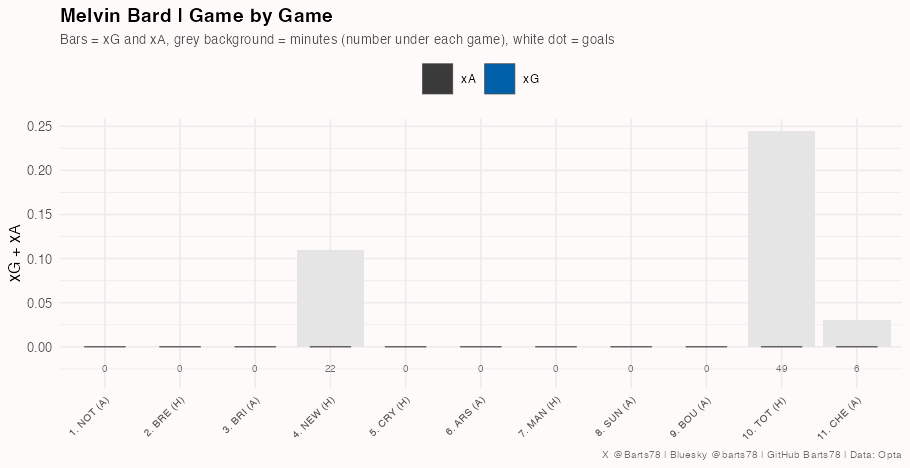 Melvin Bard | Game by Game
Bars = xG and xA, grey background = minutes (number under each game), white dot = goals
xA xG
xG + xA
0.25
0.20
0.15
0.10
0.05
0.00
0 0 0 22 0 0 0 0 0 49 6
1. NOT (A)
2. BRE (H)
3. BRI (A)
4. NEW (H)
5. CRY (H)
6. ARS (A)
7. MAN (H)
8. SUN (A)
9. BOU (A)
10. TOT (H)
11. CHE (A)
X @Barts78 | Bluesky @barts78 | GitHub Barts78 | Data: Opta